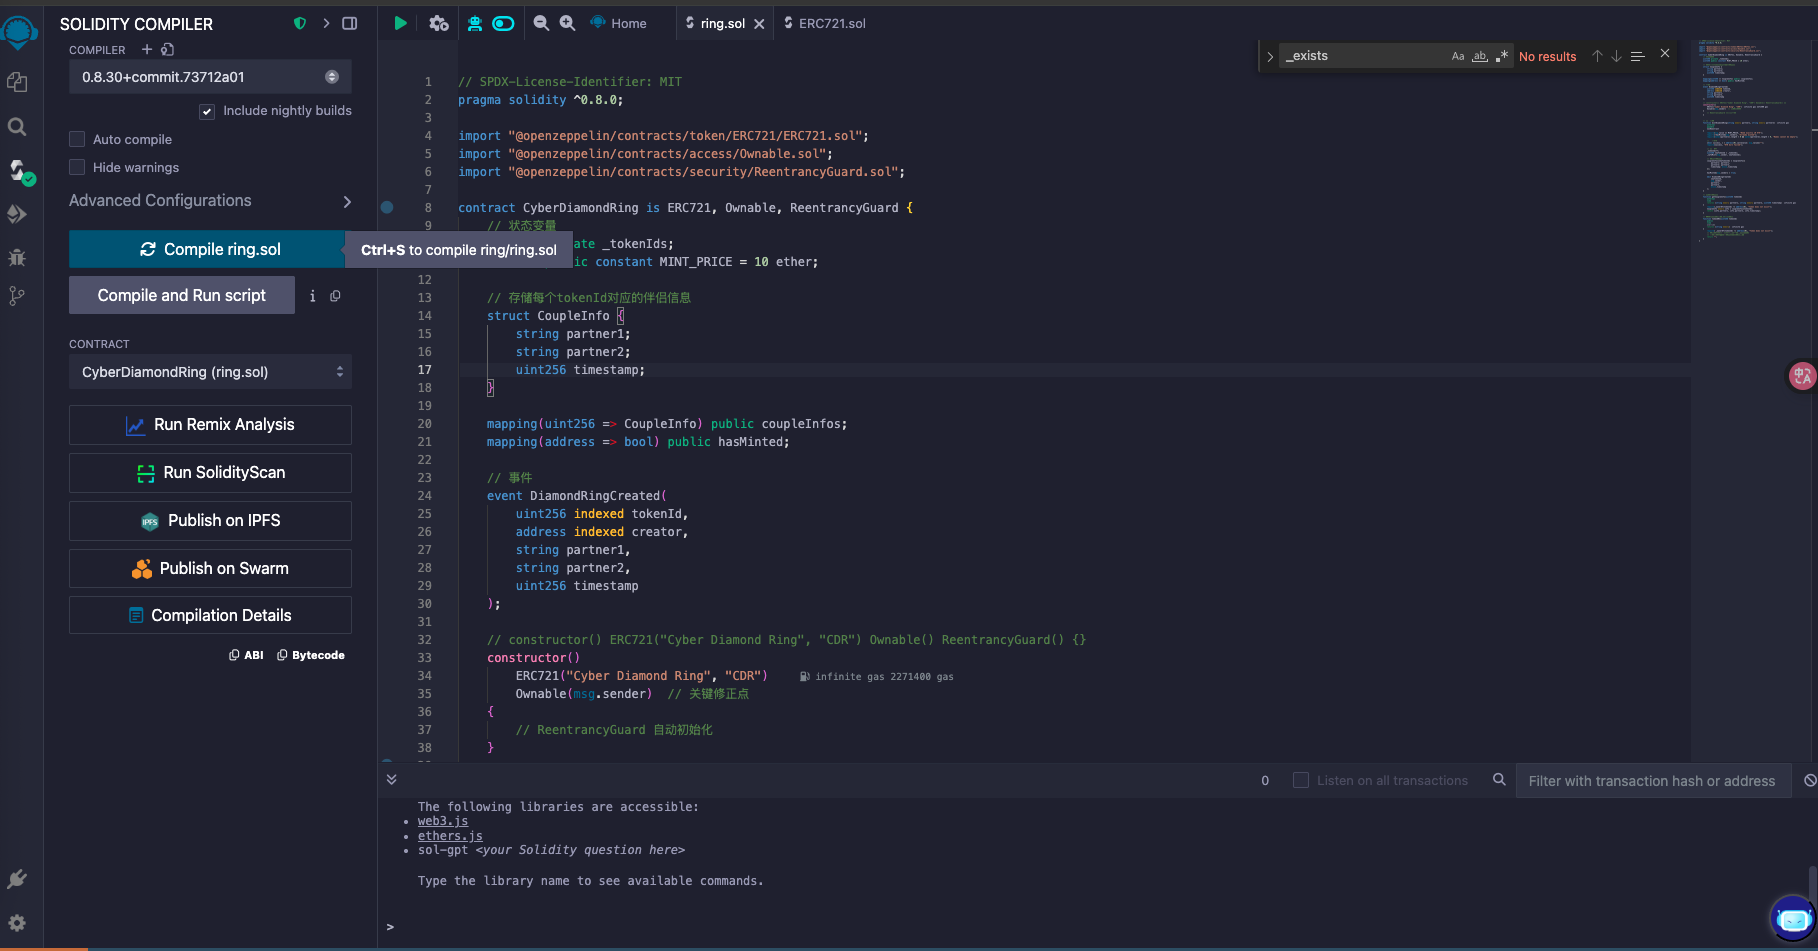 SOLIDITY COMPILER
COMPILER
0.8.30+commit.73712a01
Include nightly builds
Auto compile
Hide warnings
Advanced Configurations
Compile ring.sol
Ctrl+S to compile ring/ring.sol
Compile and Run script
CONTRACT
CyberDiamondRing (ring.sol)
Run Remix Analysis
Run SolidityScan
IPFS Publish on IPFS
Publish on Swarm
Compilation Details
ABI Bytecode
Home
ring.sol
ERC721.sol
_exists
Aa ab .*
No results
1 // SPDX-License-Identifier: MIT
2 pragma solidity ^0.8.0;
3
4 import "@openzeppelin/contracts/token/ERC721/ERC721.sol";
5 import "@openzeppelin/contracts/access/Ownable.sol";
6 import "@openzeppelin/contracts/security/ReentrancyGuard.sol";
7
8 contract CyberDiamondRing is ERC721, Ownable, ReentrancyGuard {
9 // 状态变量
ate _tokenIds;
ic constant MINT_PRICE = 10 ether;
12
13 // 存储每个tokenId对应的伴侣信息
14 struct CoupleInfo {
15 string partner1;
16 string partner2;
17 uint256 timestamp;
18 }
19
20 mapping(uint256 => CoupleInfo) public coupleInfos;
21 mapping(address => bool) public hasMinted;
22
23 // 事件
24 event DiamondRingCreated(
25 uint256 indexed tokenId,
26 address indexed creator,
27 string partner1,
28 string partner2,
29 uint256 timestamp
30 );
31
32 // constructor() ERC721("Cyber Diamond Ring", "CDR") Ownable() ReentrancyGuard() {}
33 constructor()
34 ERC721("Cyber Diamond Ring", "CDR") infinite gas 2271400 gas
35 Ownable(msg.sender) // 关键修正点
36 {
37 // ReentrancyGuard 自动初始化
38 }
0
Listen on all transactions
Filter with transaction hash or address
The following libraries are accessible:
• web3.js
• ethers.js
• sol-gpt <your Solidity question here>
Type the library name to see available commands.
>
中A